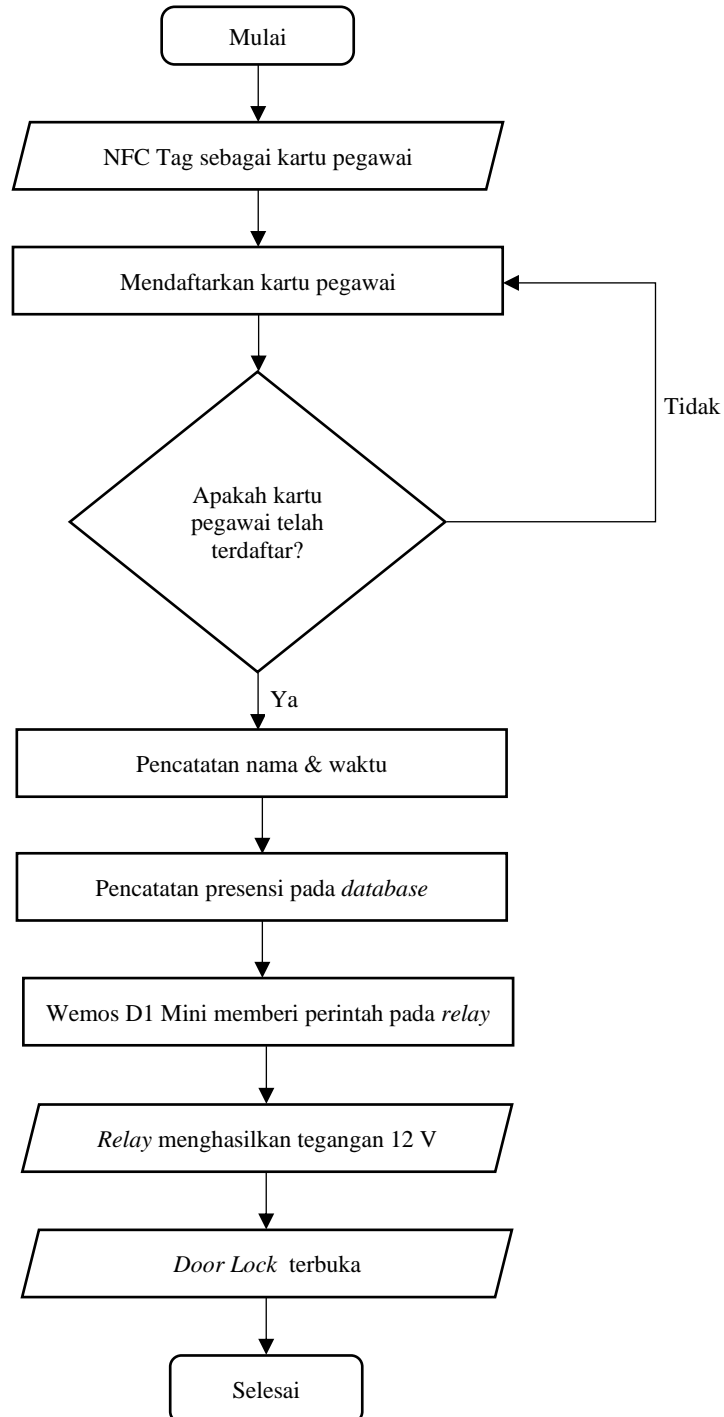 Mulai
NFC Tag sebagai kartu pegawai
Mendaftarkan kartu pegawai
Tidak
Apakah kartu
pegawai telah
terdaftar?
Ya
Pencatatan nama & waktu
Pencatatan presensi pada database
Wemos D1 Mini memberi perintah pada relay
Relay menghasilkan tegangan 12 V
Door Lock terbuka
Selesai